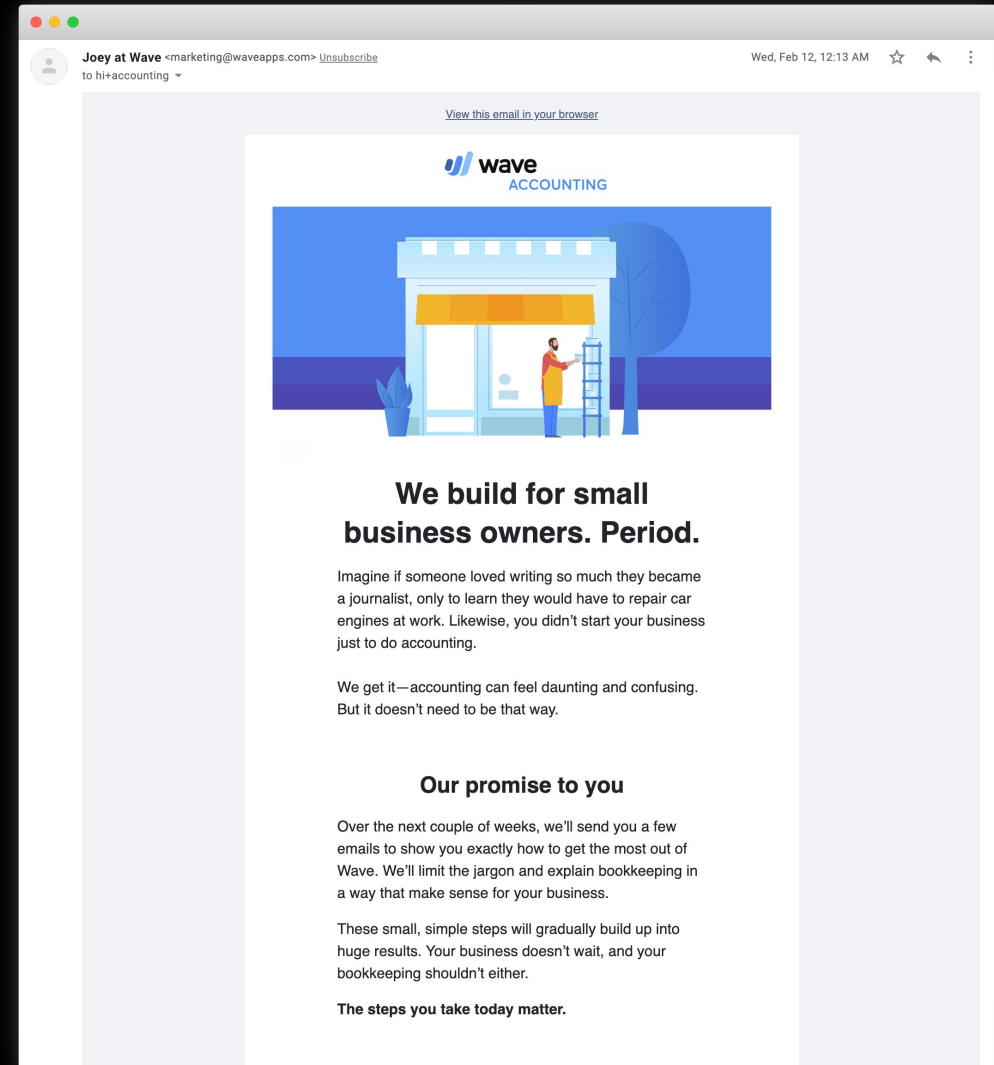 Joey at Wave <marketing@waveapps.com> Unsubscribe
Wed, Feb 12, 12:13 AM
to hi+accounting
View this email in your browser
wave
ACCOUNTING
We build for small
business owners. Period.
Imagine if someone loved writing so much they became
a journalist, only to learn they would have to repair car
engines at work. Likewise, you didn’t start your business
just to do accounting.
We get it—accounting can feel daunting and confusing.
But it doesn’t need to be that way.
Our promise to you
Over the next couple of weeks, we’ll send you a few
emails to show you exactly how to get the most out of
Wave. We’ll limit the jargon and explain bookkeeping in
a way that make sense for your business.
These small, simple steps will gradually build up into
huge results. Your business doesn’t wait, and your
bookkeeping shouldn’t either.
The steps you take today matter.